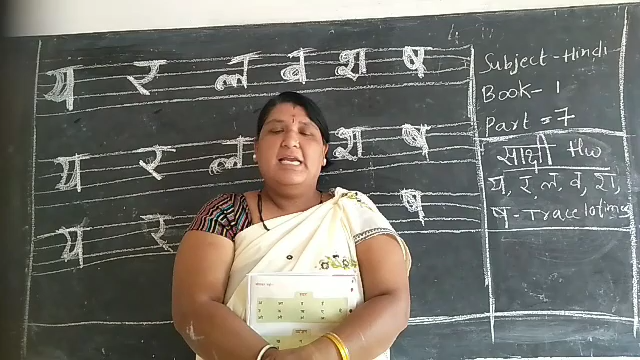 य र ल व श ष
य र ल श ष
य र ष
Subject-Hindi
Book- 1
Part = 7
साक्षी Hw
य, र, ल, व, श,
ष - Trace 10 times